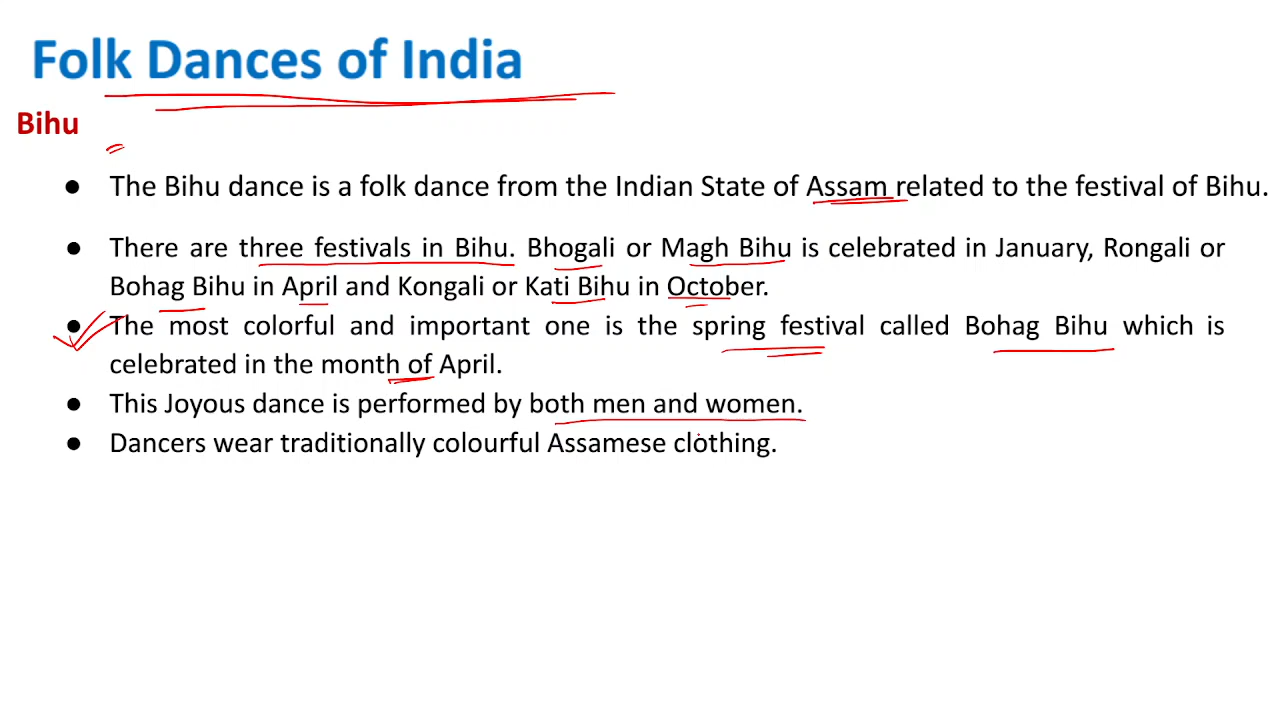 Folk Dances of India
Bihu
● The Bihu dance is a folk dance from the Indian State of Assam related to the festival of Bihu.
● There are three festivals in Bihu. Bhogali or Magh Bihu is celebrated in January, Rongali or
Bohag Bihu in April and Kongali or Kati Bihu in October.
● The most colorful and important one is the spring festival called Bohag Bihu which is
celebrated in the month of April.
● This Joyous dance is performed by both men and women.
● Dancers wear traditionally colourful Assamese clothing.